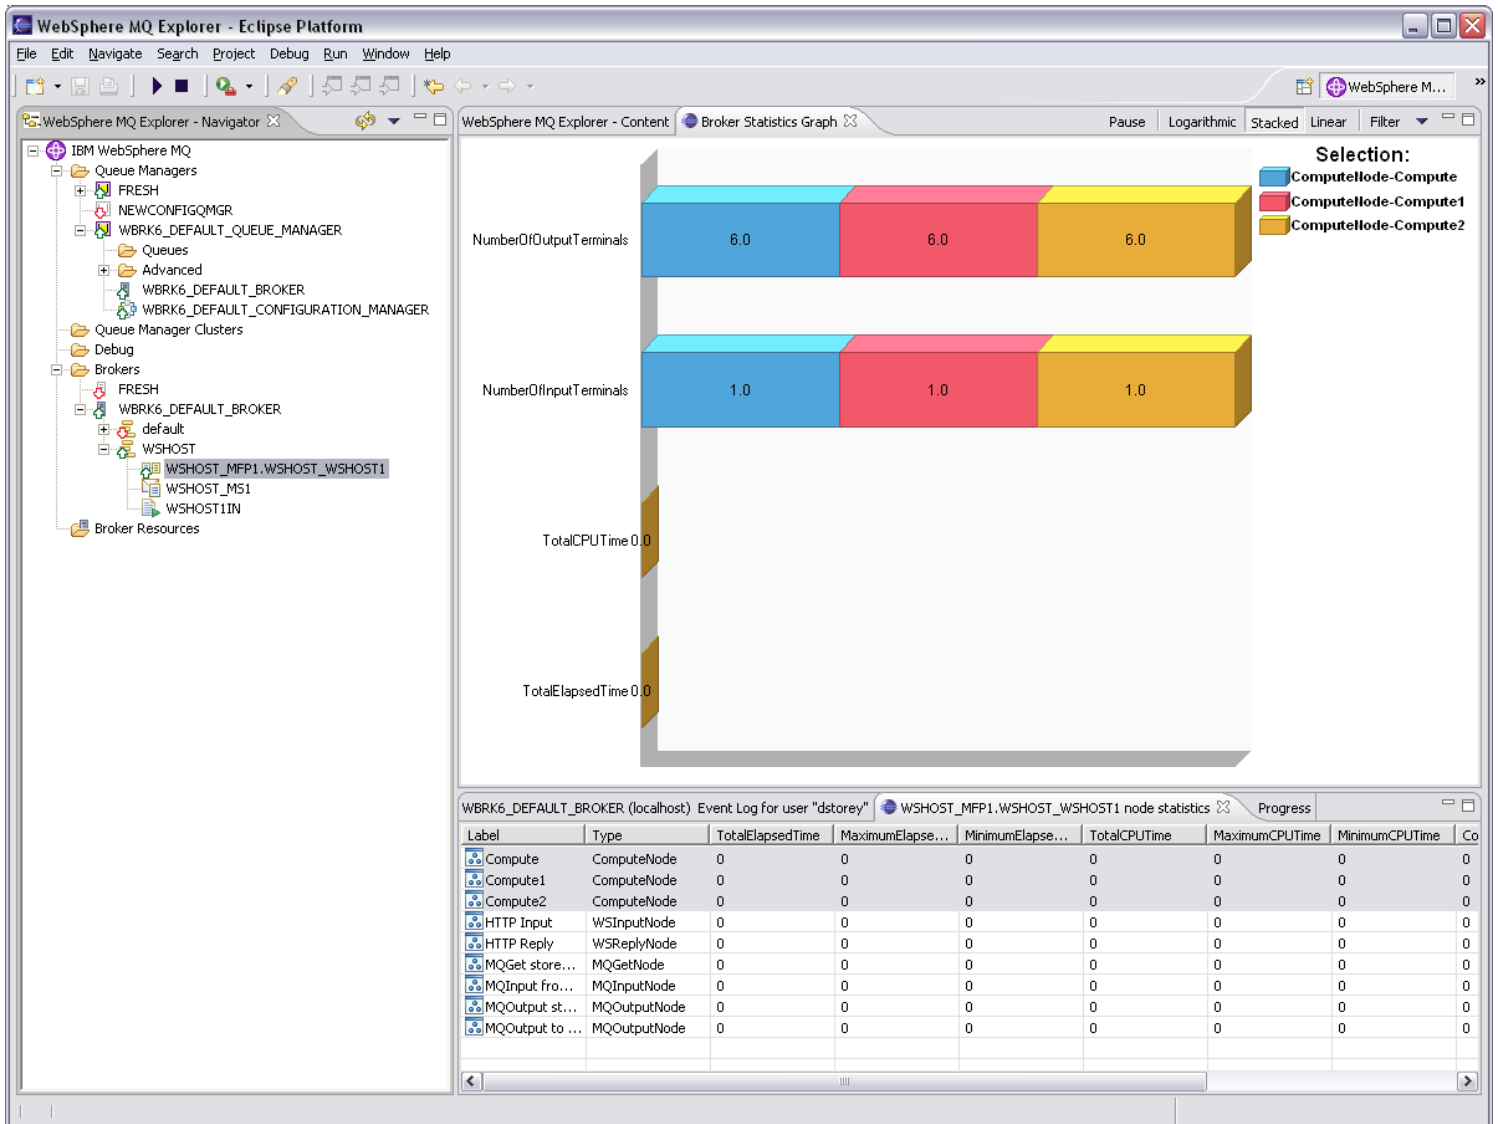 WebSphere MQ Explorer - Eclipse Platform
File Edit Navigate Search Project Debug Run Window Help
WebSphere M... »
WebSphere MQ Explorer - Navigator
IBM WebSphere MQ
Queue Managers
FRESH
NEWCONFIGQMGR
WBRK6_DEFAULT_QUEUE_MANAGER
Queues
Advanced
WBRK6_DEFAULT_BROKER
WBRK6_DEFAULT_CONFIGURATION_MANAGER
Queue Manager Clusters
Debug
Brokers
FRESH
WBRK6_DEFAULT_BROKER
default
WSHOST
WSHOST_MFP1.WSHOST_WSHOST1
WSHOST_MS1
WSHOST1IN
Broker Resources
WebSphere MQ Explorer - Content Broker Statistics Graph Pause Logarithmic Stacked Linear Filter
Selection:
ComputeNode-Compute
ComputeNode-Compute1
ComputeNode-Compute2
NumberOfOutputTerminals 6.0 6.0 6.0
NumberOfInputTerminals 1.0 1.0 1.0
TotalCPUTime 0.0
TotalElapsedTime 0.0
WBRK6_DEFAULT_BROKER (localhost) Event Log for user "dstorey" WSHOST_MFP1.WSHOST_WSHOST1 node statistics Progress
Label Type TotalElapsedTime MaximumElapse... MinimumElapse... TotalCPUTime MaximumCPUTime MinimumCPUTime Co
Compute ComputeNode 0 0 0 0 0 0 0
Compute1 ComputeNode 0 0 0 0 0 0 0
Compute2 ComputeNode 0 0 0 0 0 0 0
HTTP Input WSInputNode 0 0 0 0 0 0 0
HTTP Reply WSReplyNode 0 0 0 0 0 0 0
MQGet store... MQGetNode 0 0 0 0 0 0 0
MQInput fro... MQInputNode 0 0 0 0 0 0 0
MQOutput st... MQOutputNode 0 0 0 0 0 0 0
MQOutput to ... MQOutputNode 0 0 0 0 0 0 0